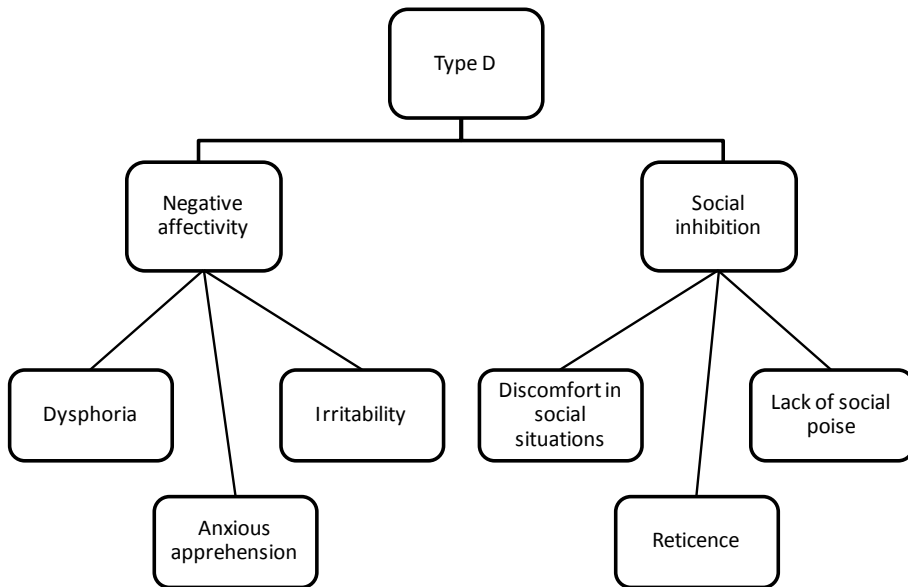 Type D
Negative
affectivity
Social
inhibition
Dysphoria
Irritability
Discomfort in
social
situations
Lack of social
poise
Anxious
apprehension
Reticence